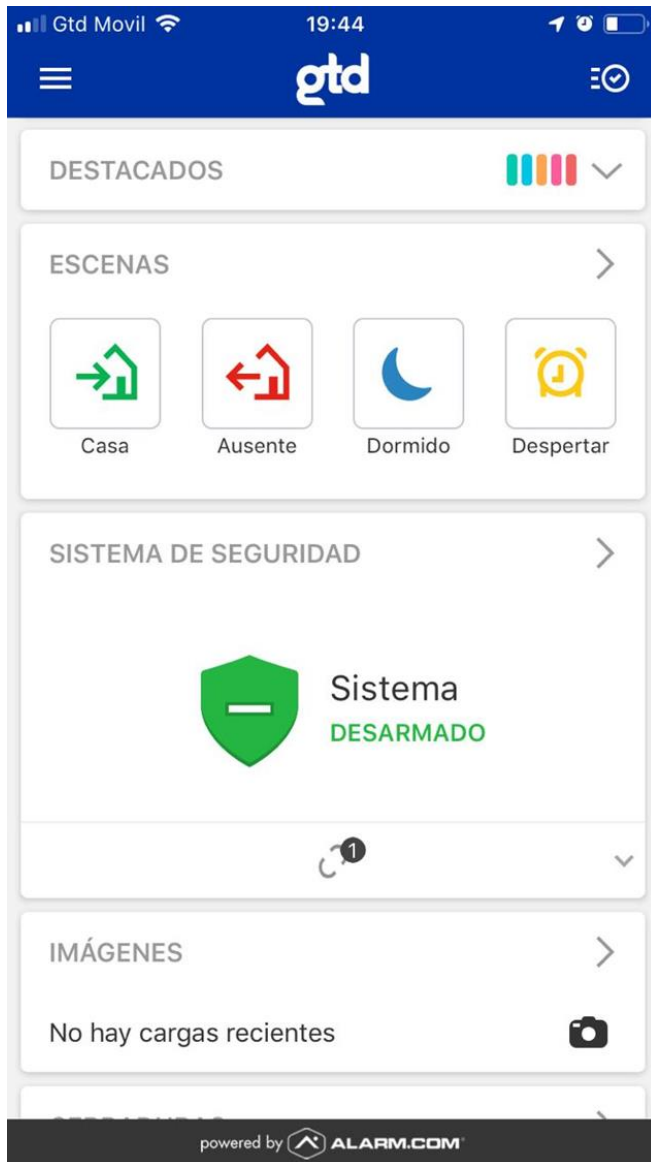 Gtd Movil 19:44
gtd
DESTACADOS
ESCENAS
Casa Ausente Dormido Despertar
SISTEMA DE SEGURIDAD
Sistema
DESARMADO
1
IMÁGENES
No hay cargas recientes
powered by ALARM.COM